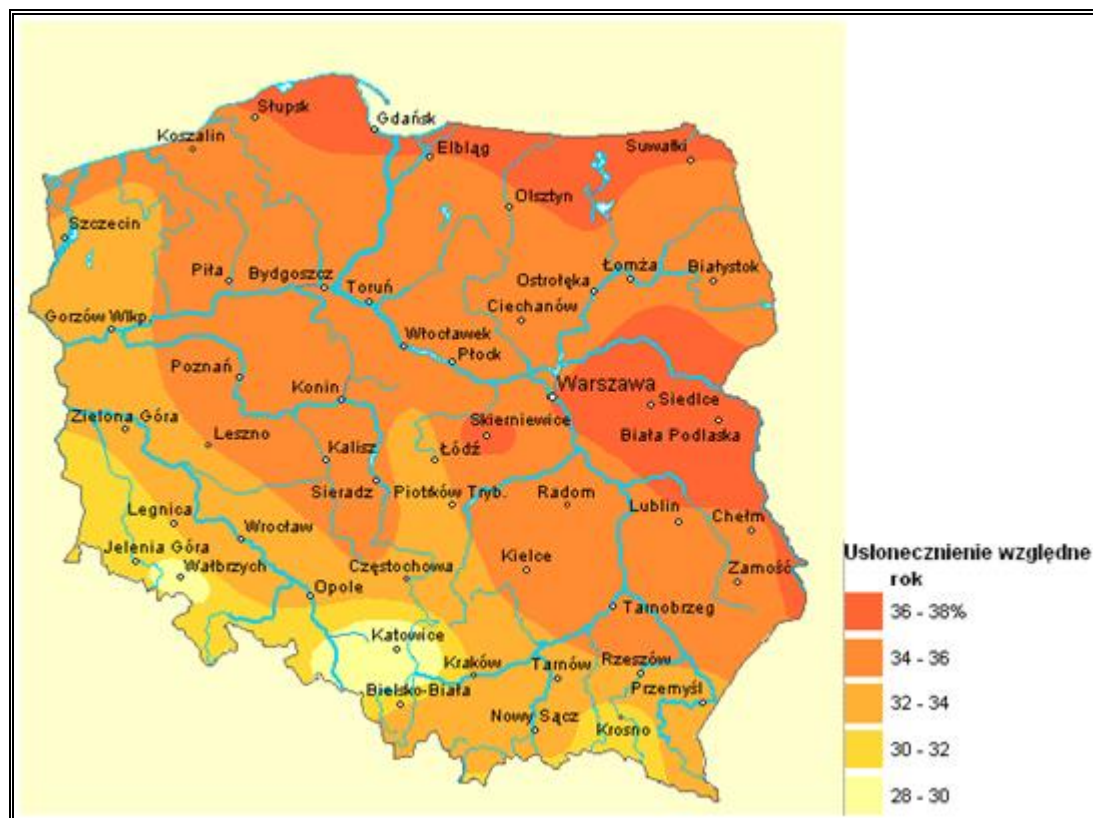 Słupsk
Gdańsk
Koszalin
Elbląg
Suwałki
Olsztyn
Szczecin
Piła
Bydgoszcz
Toruń
Ostrołęka
Łomża
Białystok
Ciechanów
Gorzów Wlkp.
Włocławek
Płock
Poznań
Konin
Warszawa
Siedlce
Zielona Góra
Leszno
Skierniewice
Biała Podlaska
Kalisz
Łódź
Sieradz
Piotrków Tryb.
Radom
Lublin
Chełm
Legnica
Wrocław
Jelenia Góra
Wałbrzych
Opole
Częstochowa
Kielce
Zamość
Tarnobrzeg
Katowice
Kraków
Tarnów
Rzeszów
Bielsko-Biała
Przemyśl
Nowy Sącz
Krosno
Usłonecznienie względne
rok
36 - 38%
34 - 36
32 - 34
30 - 32
28 - 30